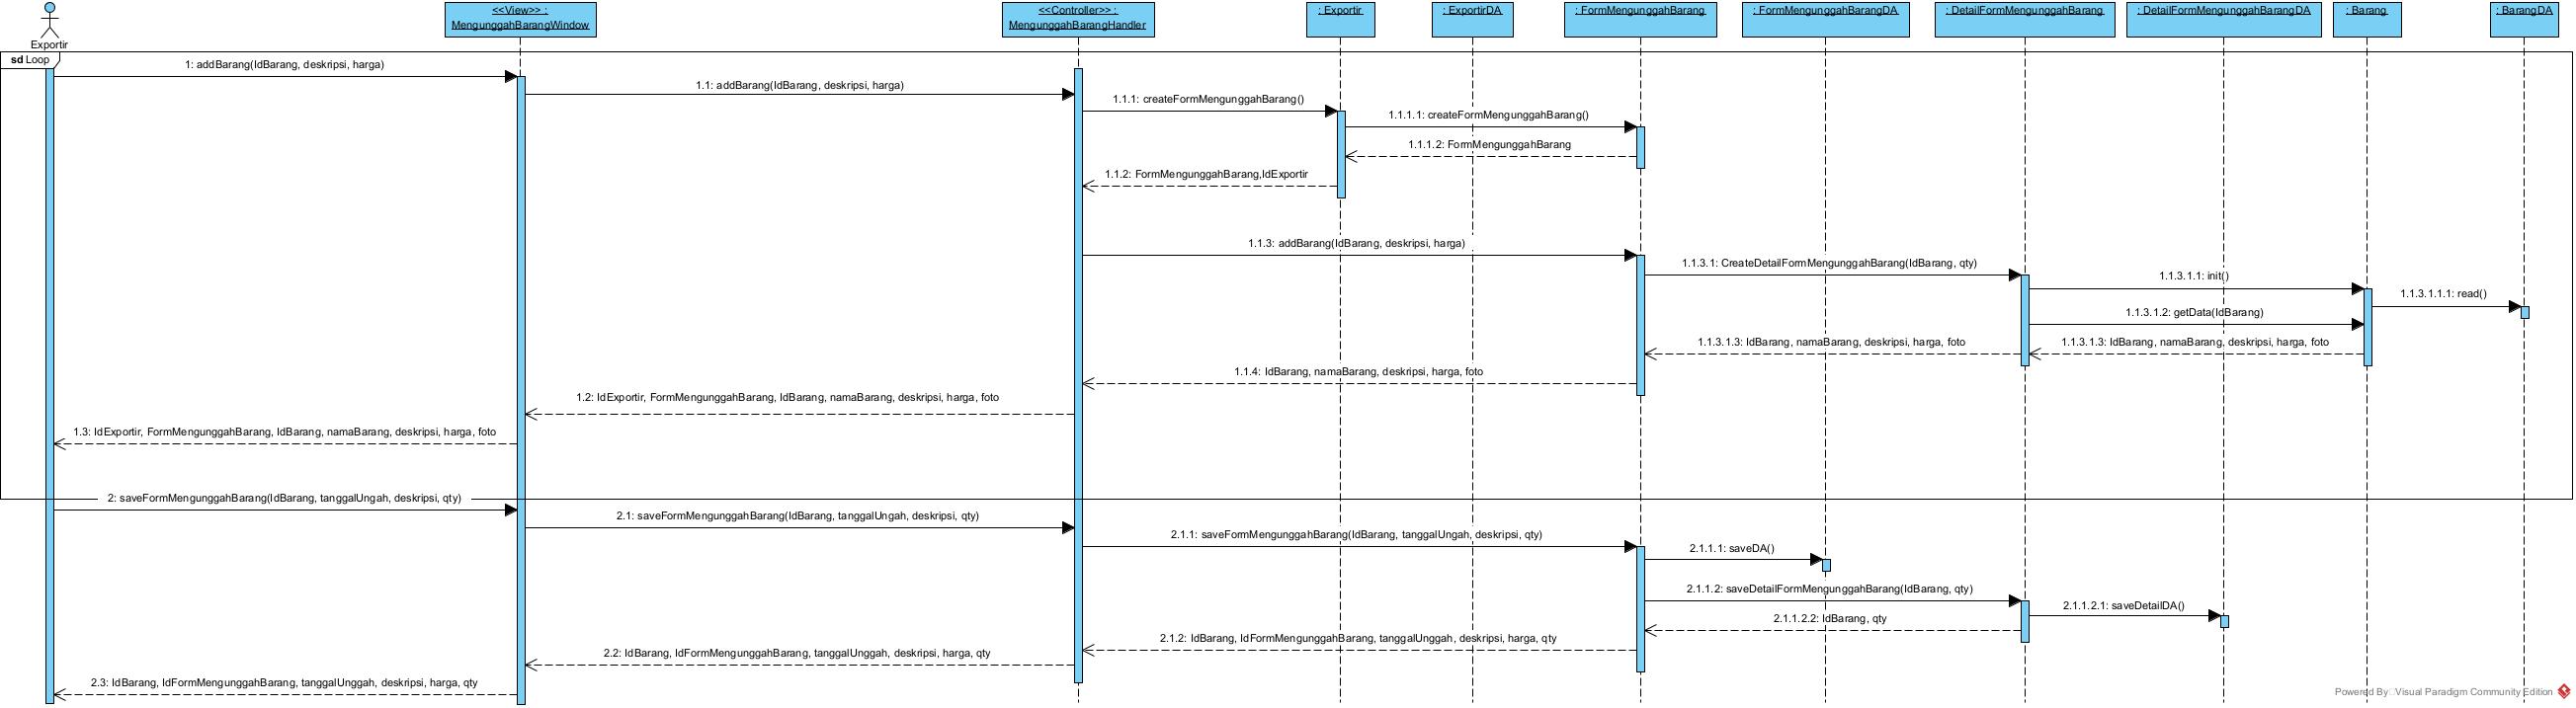 <<View>> :
MengunggahBarangWindow
<<Controller>> :
MengunggahBarangHandler
: Exportir
: ExportirDA
: FormMengunggahBarang
: FormMengunggahBarangDA
: DetailFormMengunggahBarang
: DetailFormMengunggahBarangDA
: Barang
: BarangDA
Exportir
sd Loop
1: addBarang(IdBarang, deskripsi, harga)
1.1: addBarang(IdBarang, deskripsi, harga)
1.1.1: createFormMengunggahBarang()
1.1.1.1: createFormMengunggahBarang()
1.1.1.2: FormMengunggahBarang
1.1.2: FormMengunggahBarang,IdExportir
1.1.3: addBarang(IdBarang, deskripsi, harga)
1.1.3.1: CreateDetailFormMengunggahBarang(IdBarang, qty)
1.1.3.1.1: init()
1.1.3.1.1.1: read()
1.1.3.1.2: getData(IdBarang)
1.1.3.1.3: IdBarang, namaBarang, deskripsi, harga, foto
1.1.3.1.3: IdBarang, namaBarang, deskripsi, harga, foto
1.1.4: IdBarang, namaBarang, deskripsi, harga, foto
1.2: IdExportir, FormMengunggahBarang, IdBarang, namaBarang, deskripsi, harga, foto
1.3: IdExportir, FormMengunggahBarang, IdBarang, namaBarang, deskripsi, harga, foto
2: saveFormMengunggahBarang(IdBarang, tanggalUngah, deskripsi, qty)
2.1: saveFormMengunggahBarang(IdBarang, tanggalUngah, deskripsi, qty)
2.1.1: saveFormMengunggahBarang(IdBarang, tanggalUngah, deskripsi, qty)
2.1.1.1: saveDA()
2.1.1.2: saveDetailFormMengunggahBarang(IdBarang, qty)
2.1.1.2.1: saveDetailDA()
2.1.1.2.2: IdBarang, qty
2.1.2: IdBarang, IdFormMengunggahBarang, tanggalUnggah, deskripsi, harga, qty
2.2: IdBarang, IdFormMengunggahBarang, tanggalUnggah, deskripsi, harga, qty
2.3: IdBarang, IdFormMengunggahBarang, tanggalUnggah, deskripsi, harga, qty
Powered By Visual Paradigm Community Edition